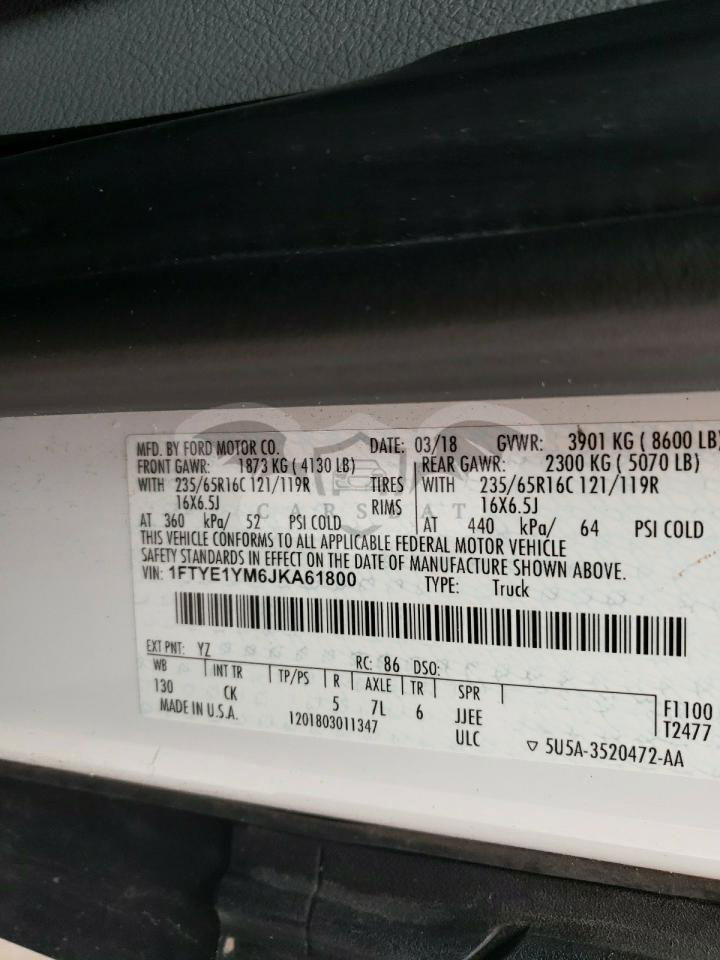 MFD. BY FORD MOTOR CO. DATE: 03/18 GVWR: 3901 KG ( 8600 LB)
FRONT GAWR: 1873 KG ( 4130 LB) REAR GAWR: 2300 KG ( 5070 LB)
WITH 235/65R16C 121/119R TIRES WITH 235/65R16C 121/119R
16X6.5J RIMS 16X6.5J
AT 360 kPa/ 52 PSI COLD AT 440 kPa/ 64 PSI COLD
THIS VEHICLE CONFORMS TO ALL APPLICABLE FEDERAL MOTOR VEHICLE
SAFETY STANDARDS IN EFFECT ON THE DATE OF MANUFACTURE SHOWN ABOVE.
VIN: 1FTYE1YM6JKA61800 TYPE: Truck
EXT PNT: YZ RC: 86 DSO:
WB INT TR TP/PS R AXLE TR SPR
130 CK 5 7L 6 JJEE F1100
MADE IN U.S.A. 1201803011347 ULC T2477
5U5A-3520472-AA
CARSEAT